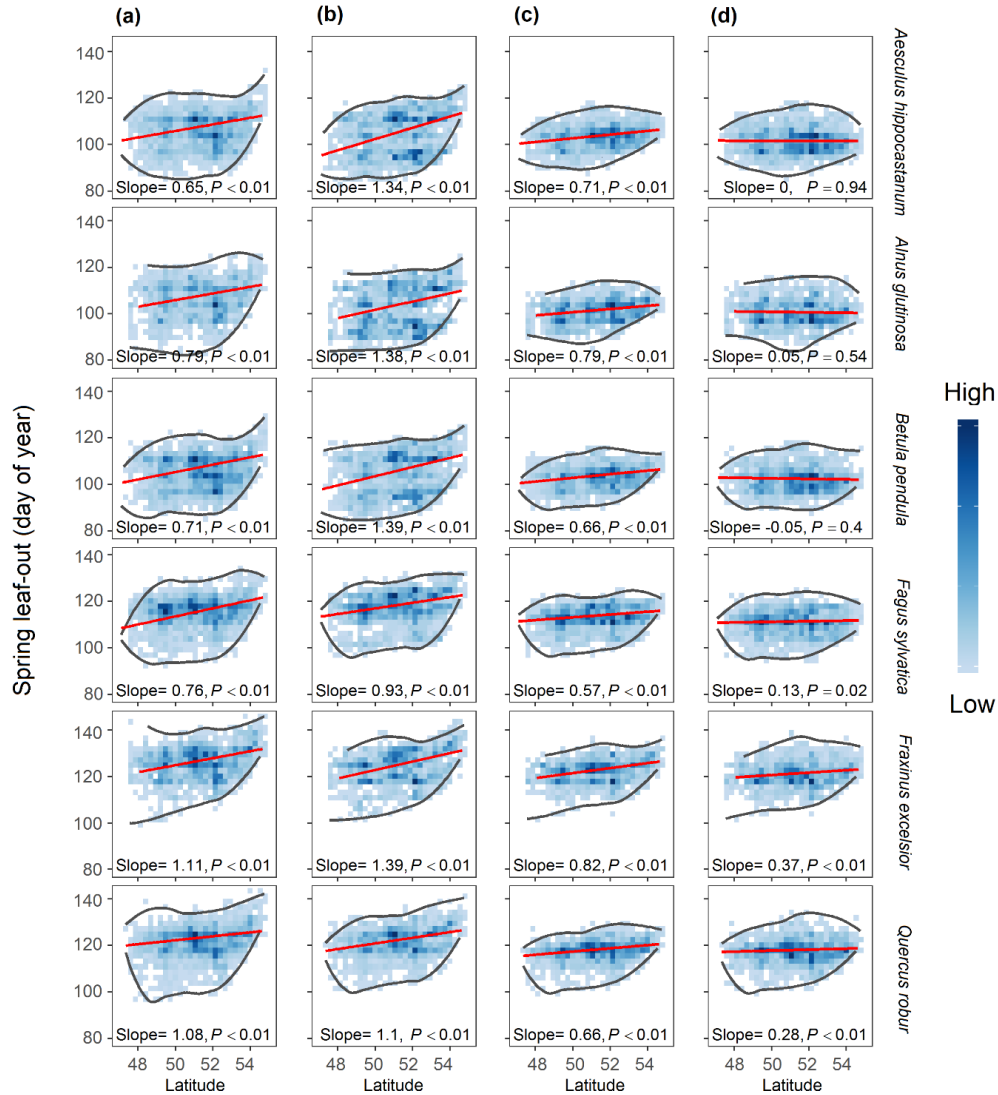 (a) (b) (c) (d)
140
120
100
80
Slope= 0.65, P < 0.01
Slope= 1.34, P < 0.01
Slope= 0.71, P < 0.01
Slope= 0, P = 0.94
Aesculus hippocastanum
140
120
100
80
Slope= 0.79, P < 0.01
Slope= 1.38, P < 0.01
Slope= 0.79, P < 0.01
Slope= 0.05, P = 0.54
Alnus glutinosa
140
120
100
80
Slope= 0.71, P < 0.01
Slope= 1.39, P < 0.01
Slope= 0.66, P < 0.01
Slope= -0.05, P = 0.4
Betula pendula
Spring leaf-out (day of year)
High
Low
140
120
100
80
Slope= 0.76, P < 0.01
Slope= 0.93, P < 0.01
Slope= 0.57, P < 0.01
Slope= 0.13, P = 0.02
Fagus sylvatica
140
120
100
80
Slope= 1.11, P < 0.01
Slope= 1.39, P < 0.01
Slope= 0.82, P < 0.01
Slope= 0.37, P < 0.01
Fraxinus excelsior
140
120
100
80
Slope= 1.08, P < 0.01
Slope= 1.1, P < 0.01
Slope= 0.66, P < 0.01
Slope= 0.28, P < 0.01
Quercus robur
48 50 52 54 48 50 52 54 48 50 52 54 48 50 52 54
Latitude Latitude Latitude Latitude